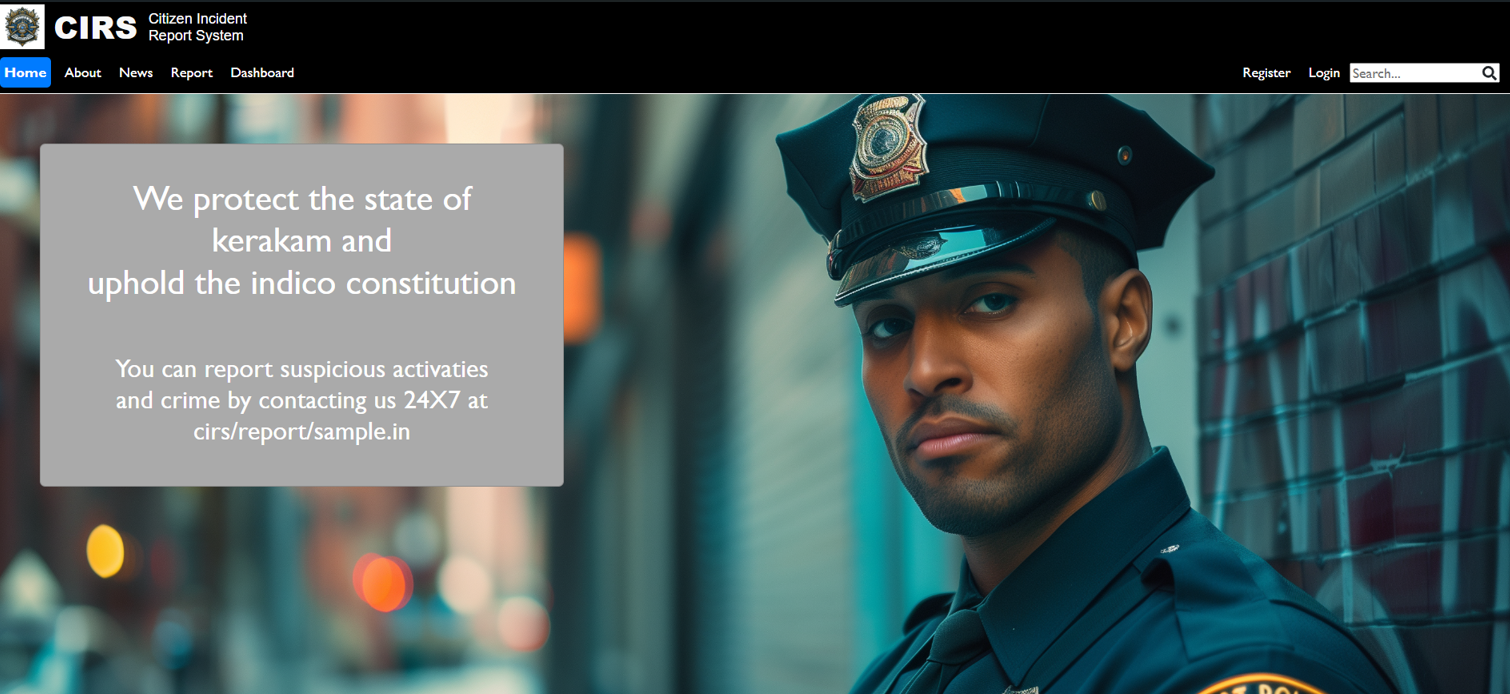 CIRS
Citizen Incident
Report System
Home About News Report Dashboard Register Login Search...
We protect the state of
kerakam and
uphold the indico constitution
You can report suspicious activaties
and crime by contacting us 24X7 at
cirs/report/sample.in